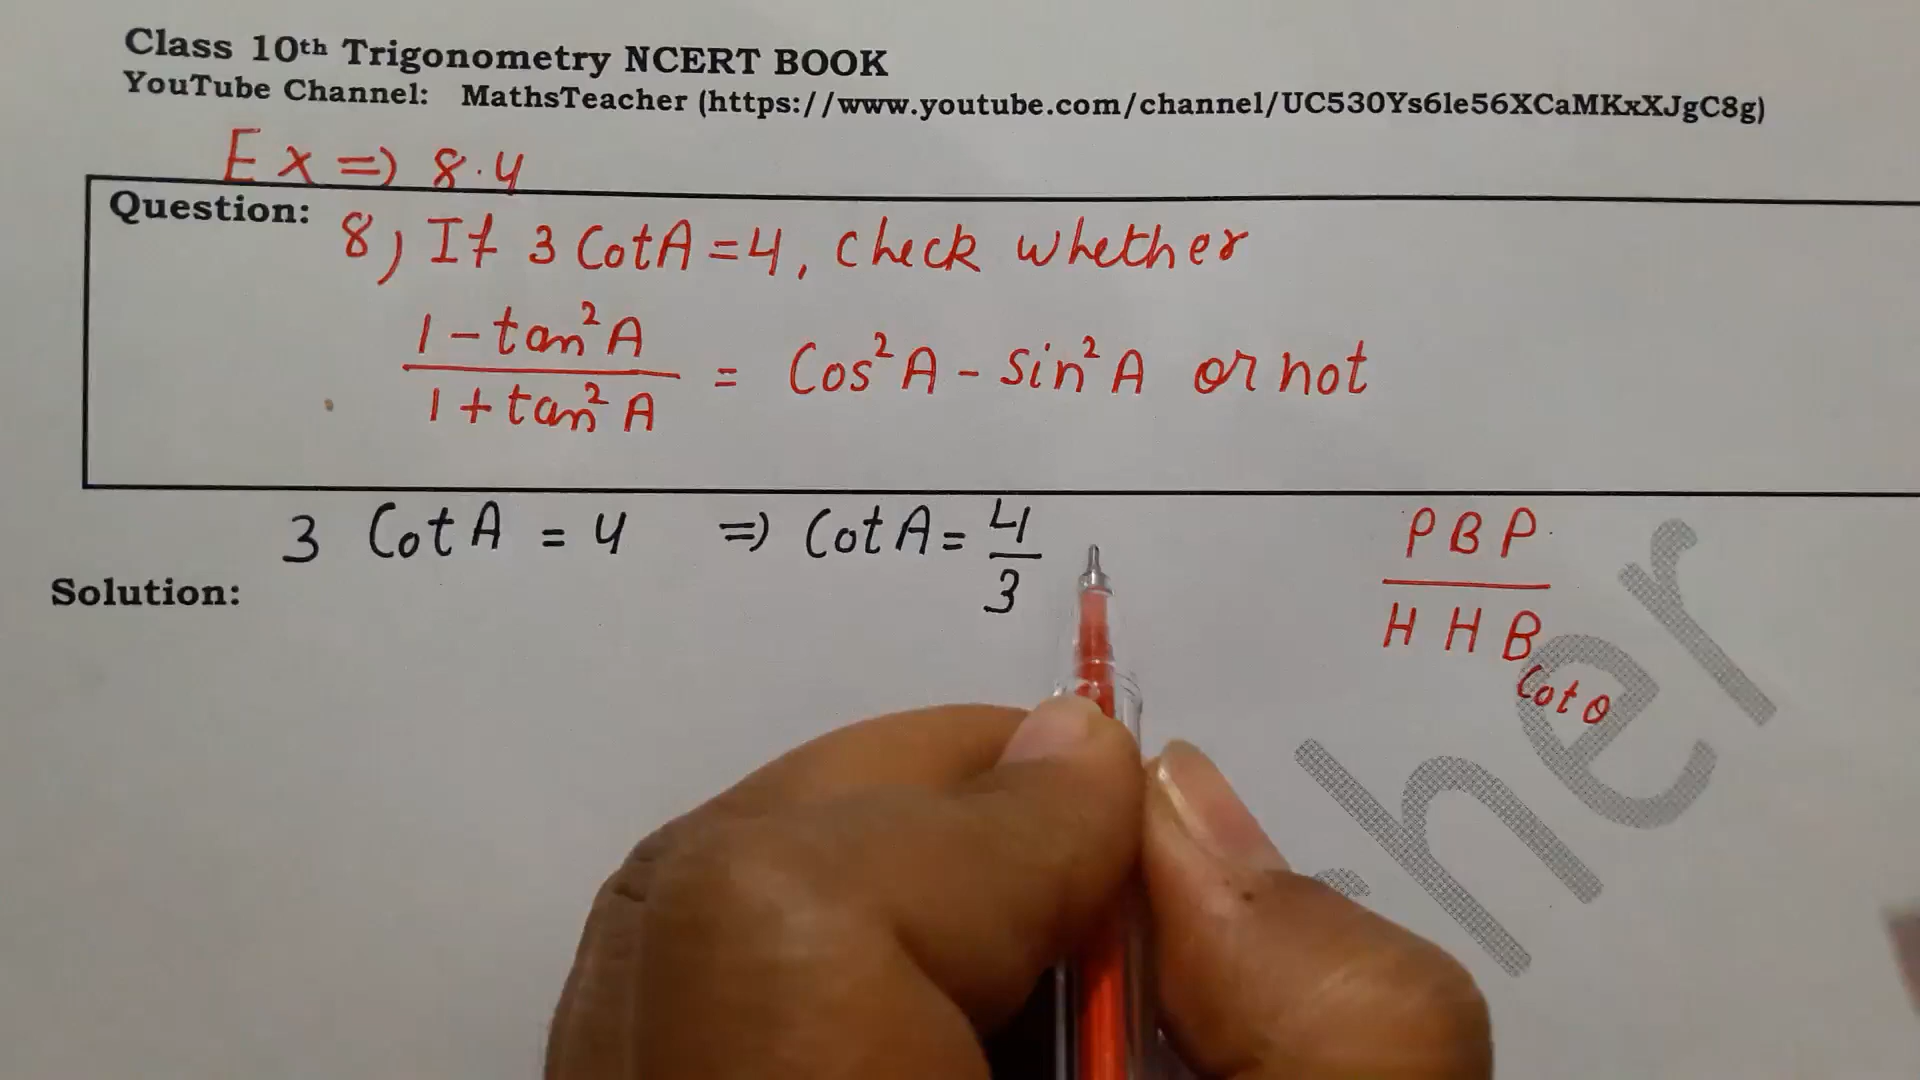 Class 10th Trigonometry NCERT BOOK
YouTube Channel: MathsTeacher (https://www.youtube.com/channel/UC530Ys6le56XCaMKxXJgC8g)
Ex => 8.4
Question: 8) If 3 CotA = 4, check whether
1 - tan²A
1 + tan²A
= Cos²A - Sin²A or not
3 CotA = 4 => CotA = 4
3
Solution:
P B P
H H B
Cot θ
her